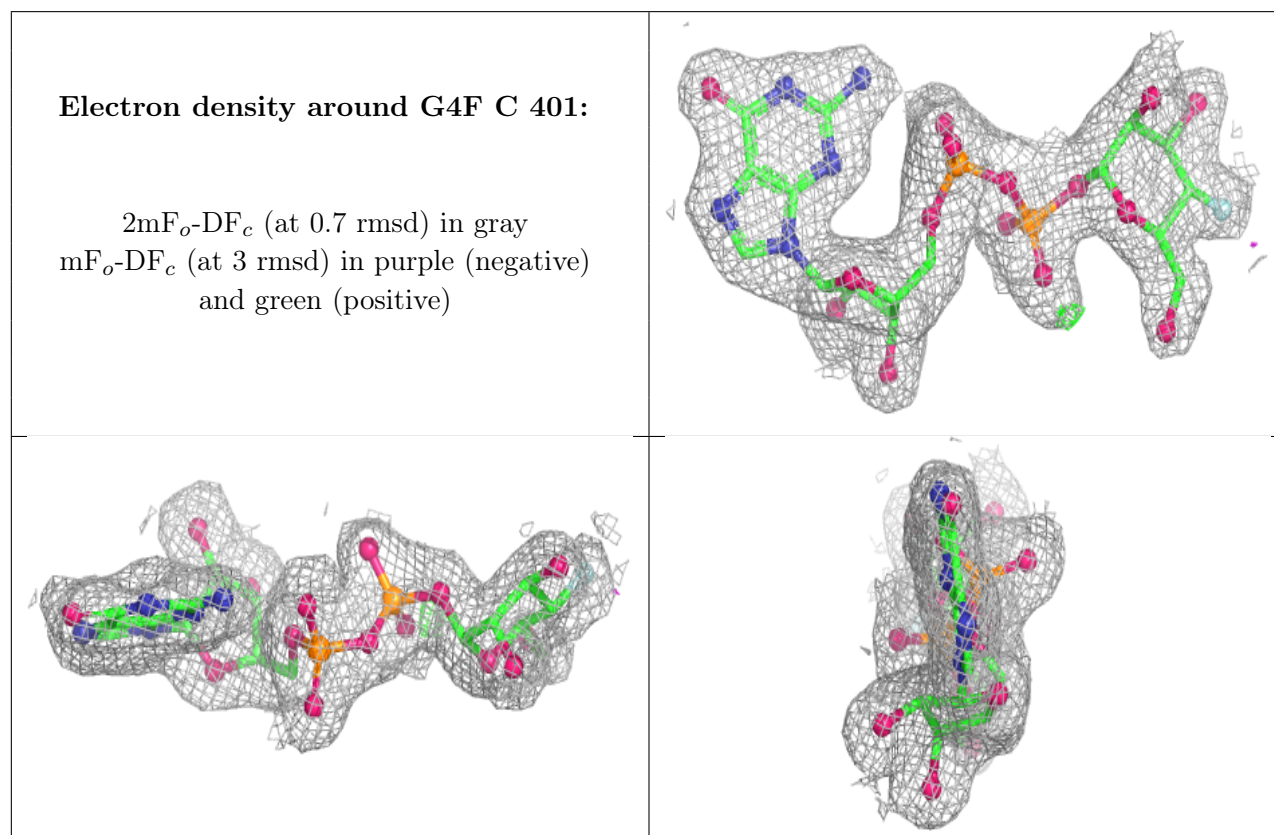 Electron density around G4F C 401:
2mFₒ-DF𝒸 (at 0.7 rmsd) in gray
mFₒ-DF𝒸 (at 3 rmsd) in purple (negative)
and green (positive)